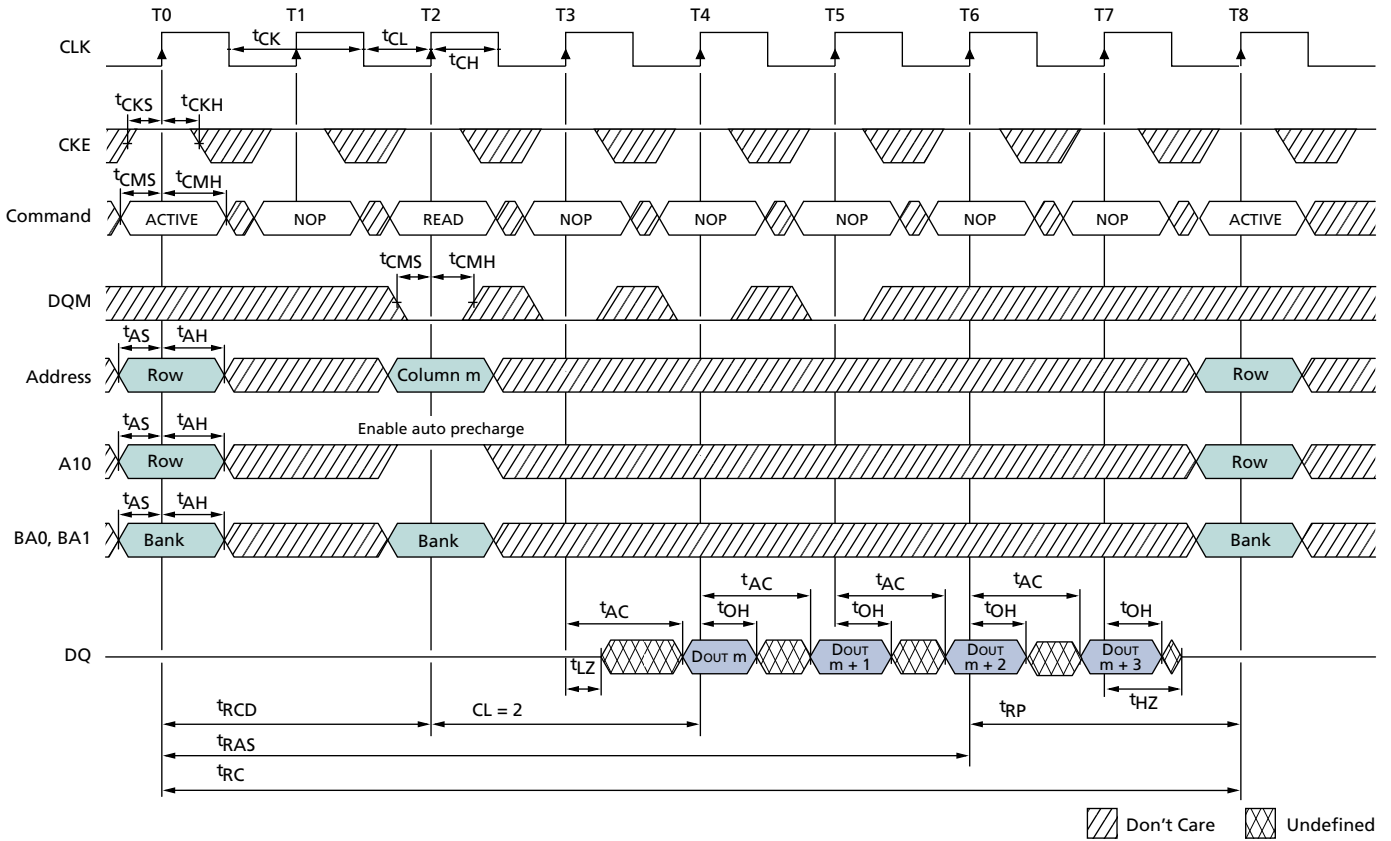 T0 T1 T2 T3 T4 T5 T6 T7 T8
CLK tCK tCL tCH
tCKS tCKH
CKE
tCMS tCMH
Command ACTIVE NOP READ NOP NOP NOP NOP NOP ACTIVE
tCMS tCMH
DQM
tAS tAH
Address Row Column m Row
tAS tAH Enable auto precharge
A10 Row Row
tAS tAH
BA0, BA1 Bank Bank Bank
tAC tAC tAC
tAC tOH tOH tOH tOH
DQ DOUT m DOUT m + 1 DOUT m + 2 DOUT m + 3
tLZ tHZ
tRCD CL = 2 tRP
tRAS
tRC
Don't Care Undefined